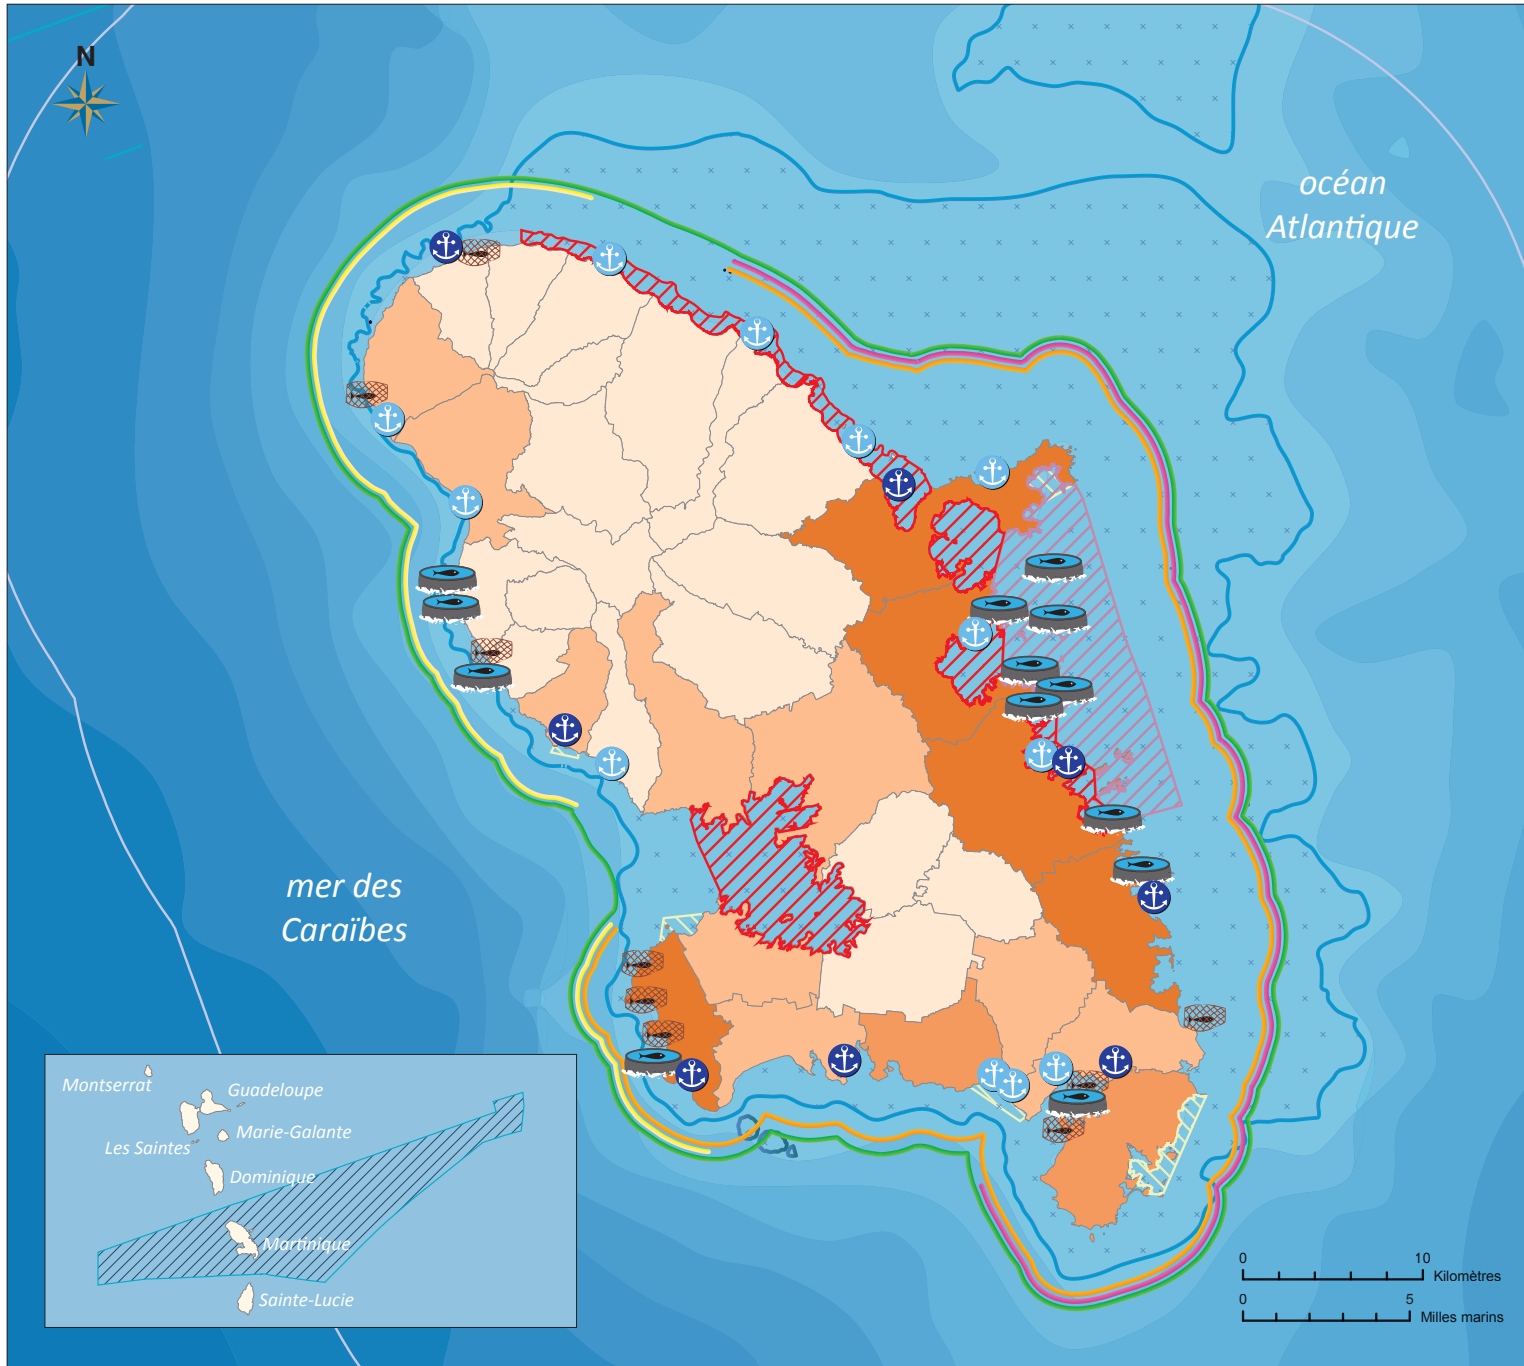 N
océan
Atlantique
mer des
Caraïbes
Montserrat
Guadeloupe
Marie-Galante
Les Saintes
Dominique
Martinique
Sainte-Lucie
0 10
Kilomètres
0 5
Milles marins